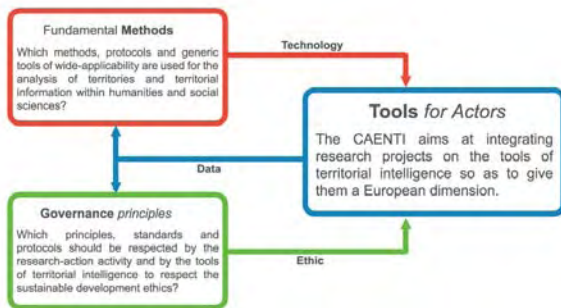 Fundamental Methods
Which methods, protocols and generic
tools of wide-applicability are used for the
analysis of territories and territorial
information within humanities and social
sciences?
Technology
Tools for Actors
The CAENTI aims at integrating
research projects on the tools of
territorial intelligence so as to give
them a European dimension.
Data
Governance principles
Which principles, standards and
protocols should be respected by the
research-action activity and by the tools
of territorial intelligence to respect the
sustainable development ethics?
Ethic